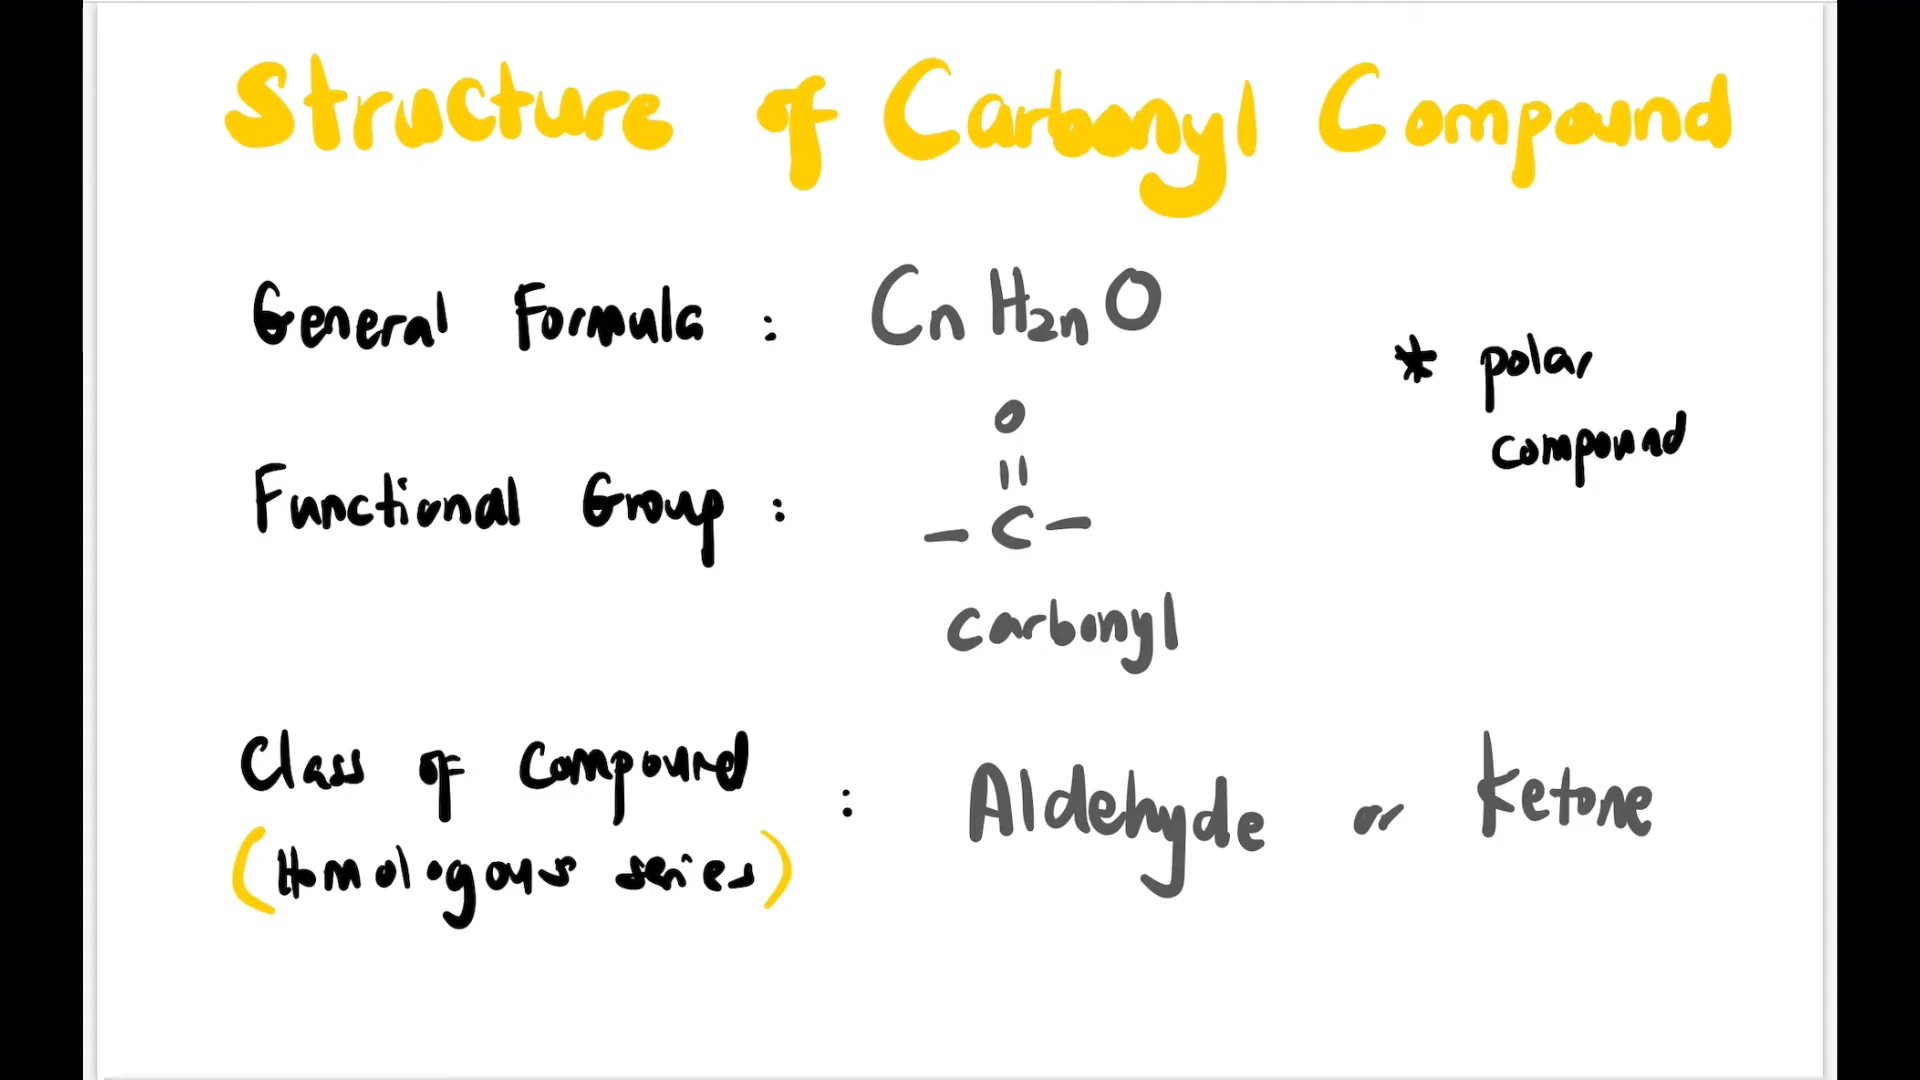 Structure of Carbonyl Compound
General Formula : CnH2nO
* polar
compound
O
||
Functional Group : - C -
carbonyl
Class of Compound : Aldehyde or Ketone
(Homologous series)